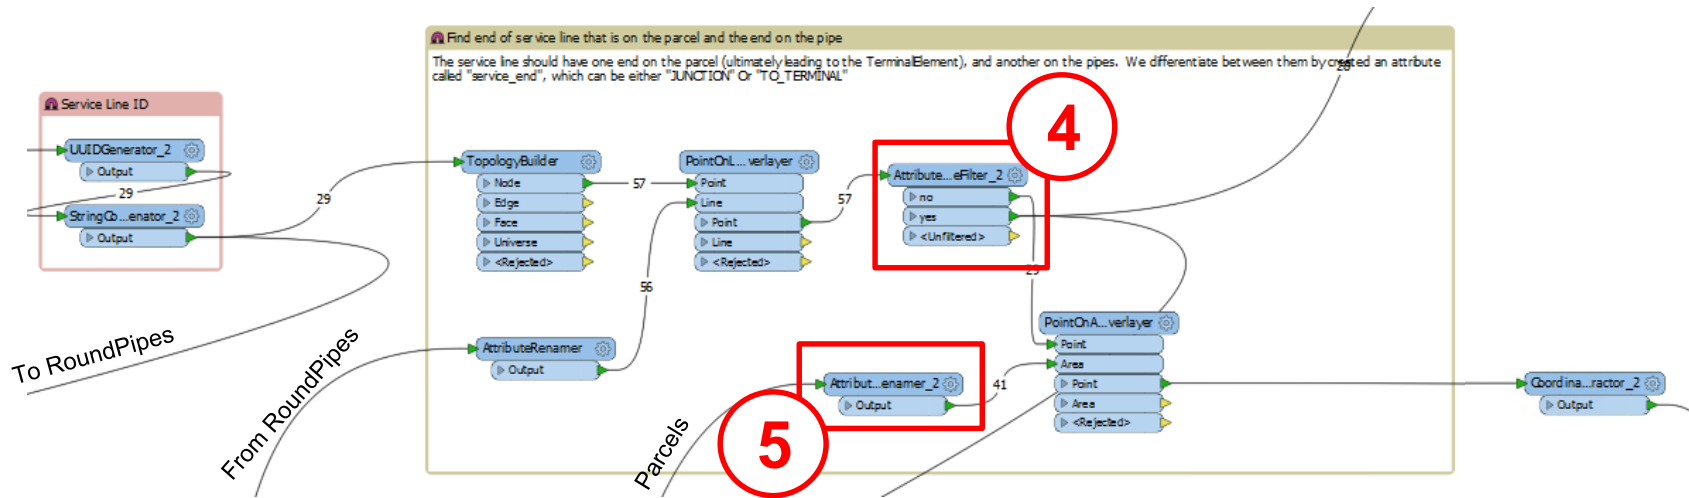 Find end of service line that is on the parcel and the end on the pipe
The service line should have one end on the parcel (ultimately leading to the TerminalElement), and another on the pipes. We differentiate between them by created an attribute
called "service_end", which can be either "JUNCTION" Or "TO_TERMINAL"
28
4
Service Line ID
UUIDGenerator_2
Output
29
StringCo...enator_2
Output
29
TopologyBuilder
Node
Edge
Face
Universe
<Rejected>
57
PointOnL...verlayer
Point
Line
Point
Line
<Rejected>
57
Attribute...eFilter_2
no
yes
<Unfiltered>
29
56
AttributeRenamer
Output
PointOnA...verlayer
Point
Area
Point
Area
<Rejected>
Attribut...enamer_2
Output
41
Coordina...ractor_2
Output
To RoundPipes
From RoundPipes
Parcels
5